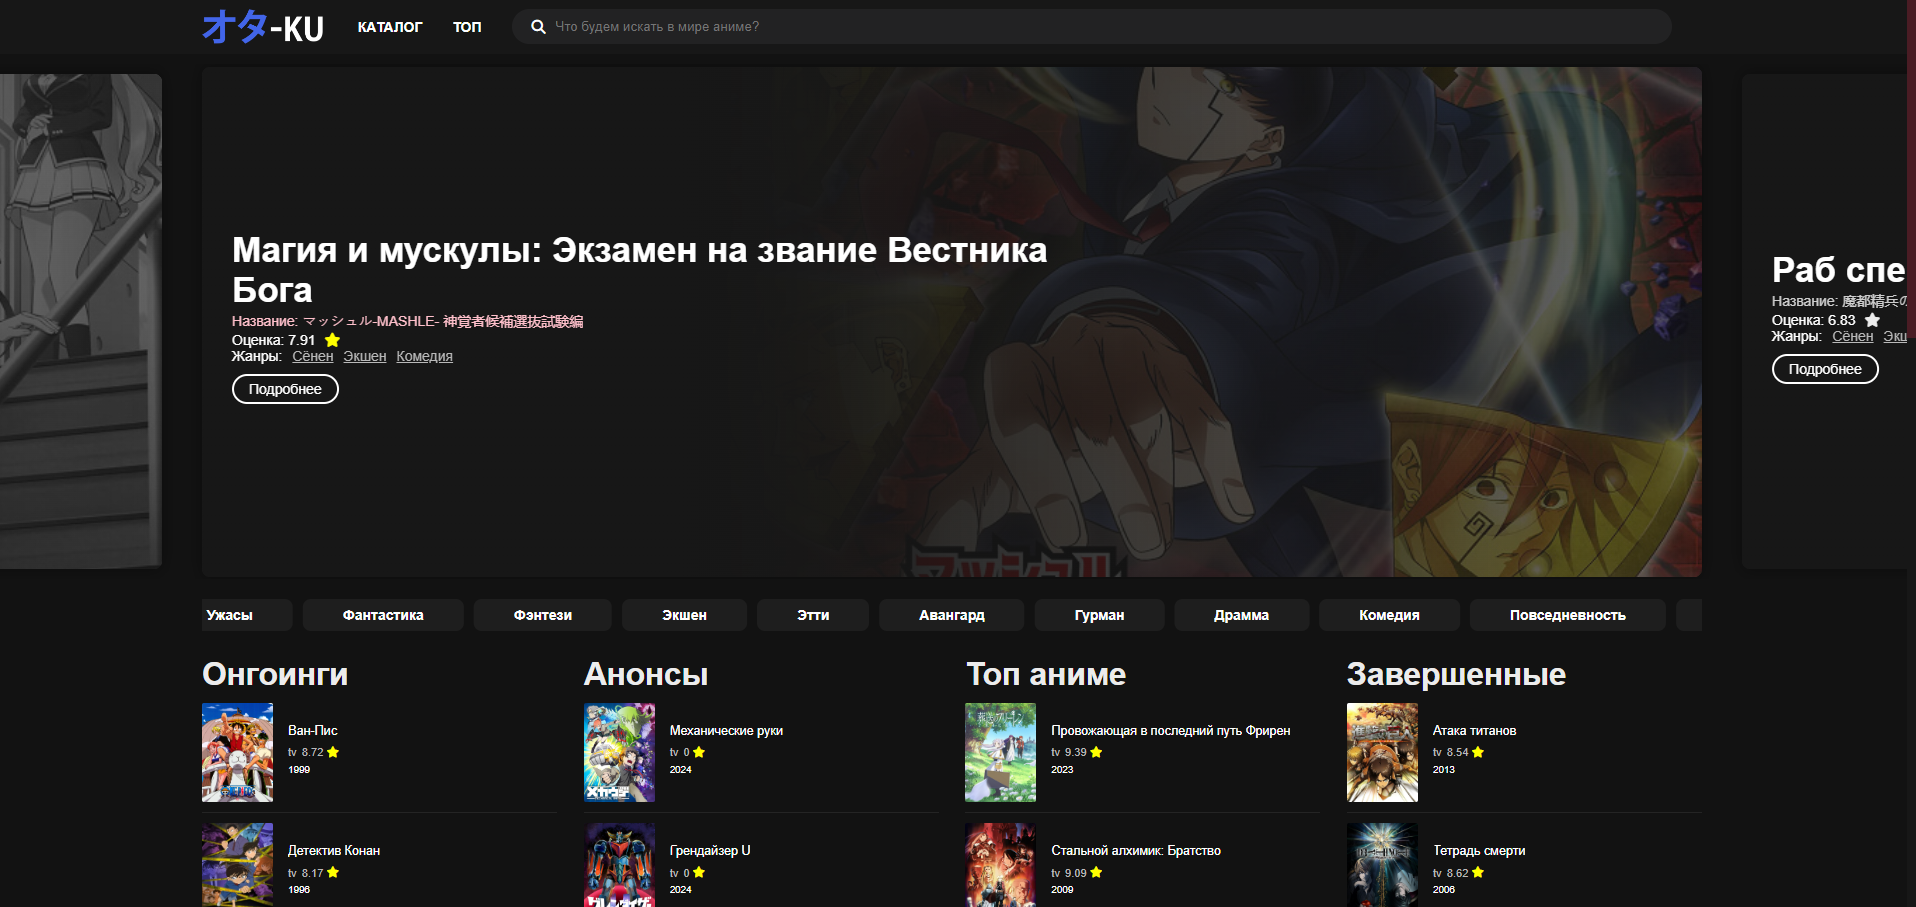 オタ-KU
КАТАЛОГ
ТОП
Что будем искать в мире аниме?
Магия и мускулы: Экзамен на звание Вестника
Бога
Название: マッシュル-MASHLE- 神覚者候補選抜試験編
Оценка: 7.91
Жанры: Сёнен Экшен Комедия
Подробнее
Раб спе
Название: 魔都精兵の
Оценка: 6.83
Жанры: Сёнен Экш
Подробнее
Ужасы
Фантастика
Фэнтези
Экшен
Этти
Авангард
Гурман
Драмма
Комедия
Повседневность
Онгоинги
Анонсы
Топ аниме
Завершенные
Ван-Пис
tv 8.72
1999
Механические руки
tv 0
2024
Провожающая в последний путь Фрирен
tv 9.39
2023
Атака титанов
tv 8.54
2013
Детектив Конан
tv 8.17
1996
Грендайзер U
tv 0
2024
Стальной алхимик: Братство
tv 9.09
2009
Тетрадь смерти
tv 8.62
2006